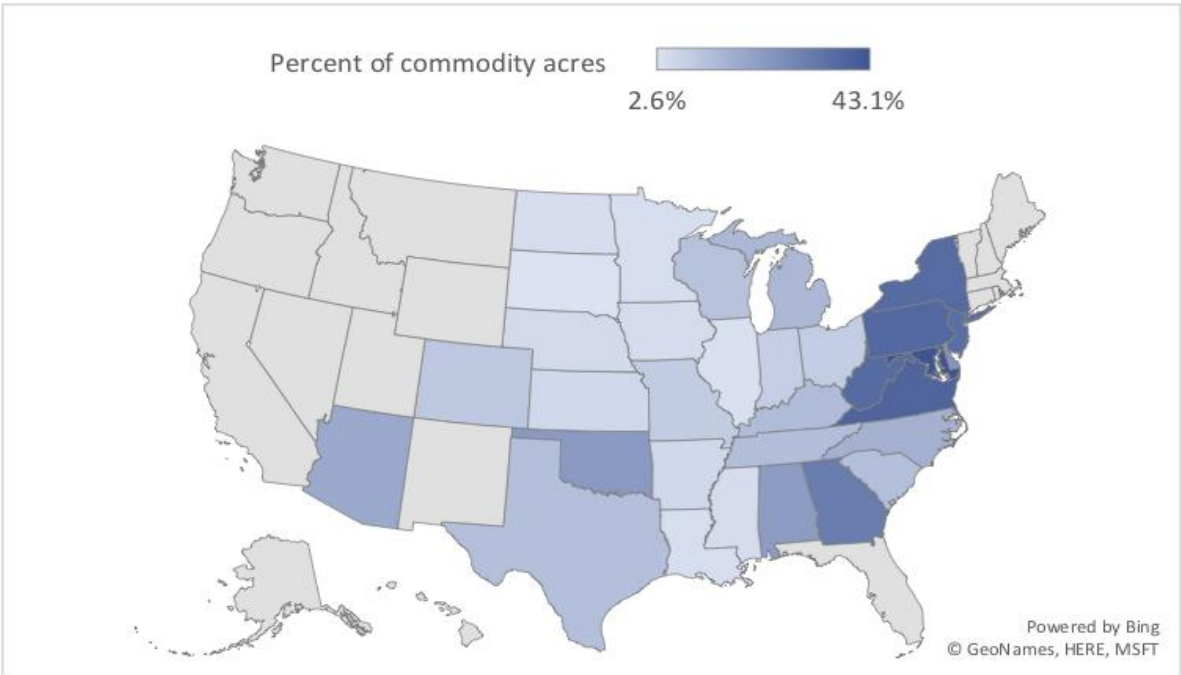 Percent of commodity acres
2.6% 43.1%
Powered by Bing
© GeoNames, HERE, MSFT